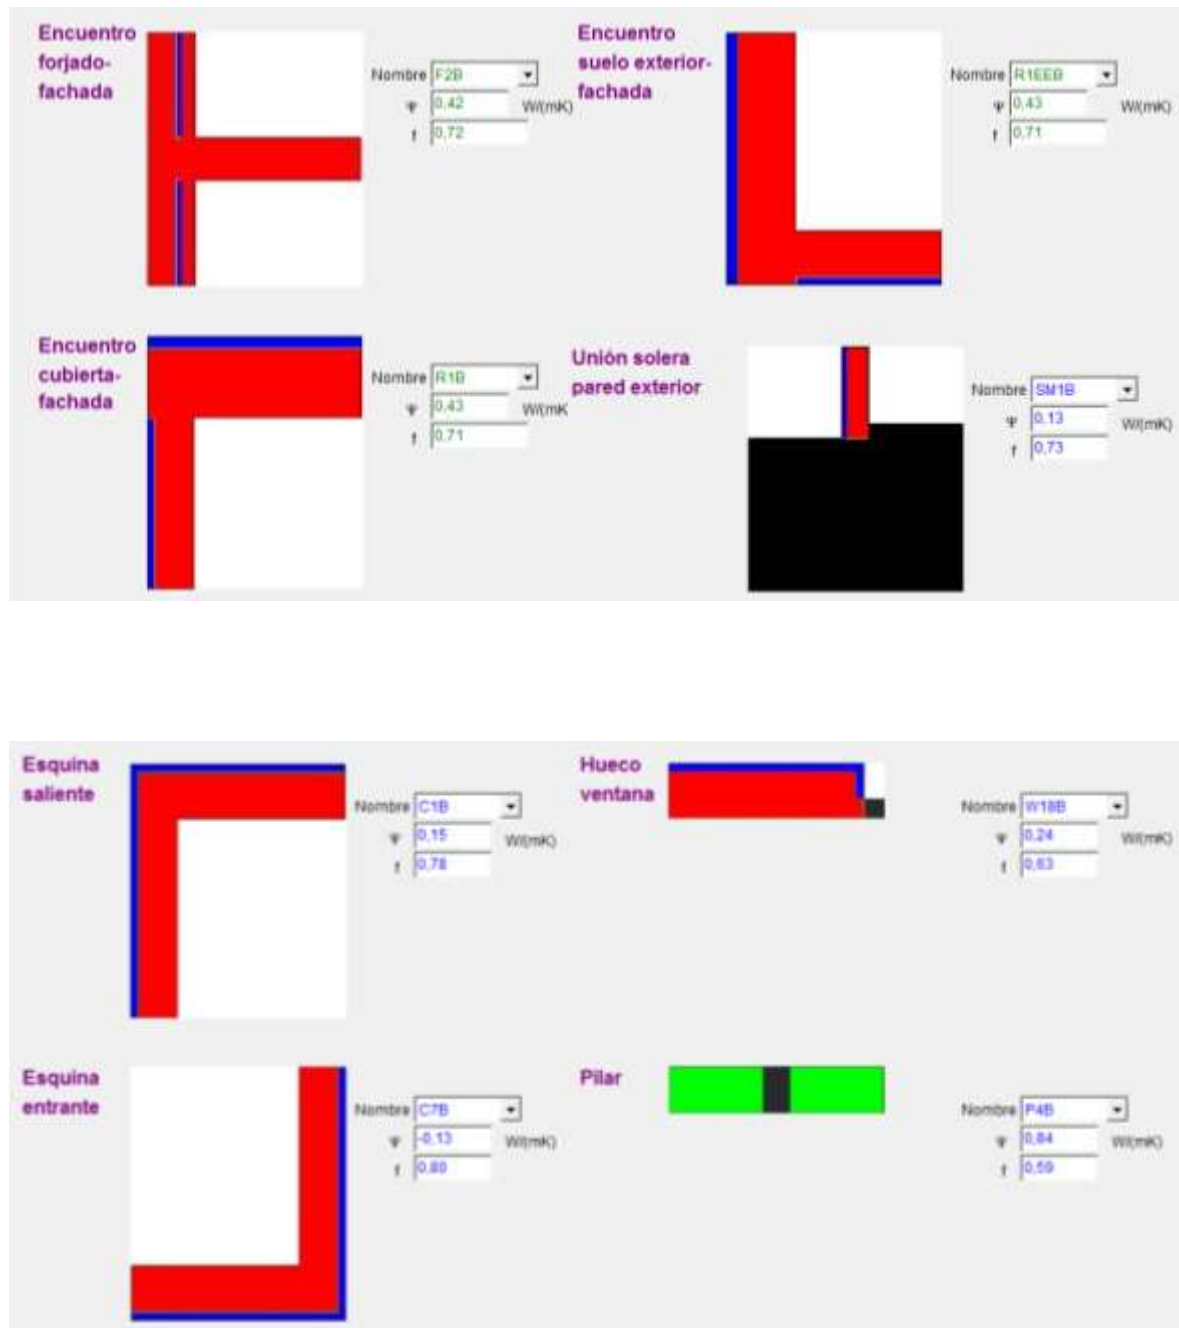 Encuentro
forjado-
fachada
Nombre F2B
Ψ 0,42 W/(mK)
f 0,72
Encuentro
suelo exterior-
fachada
Nombre R1EEB
Ψ 0,43 W/(mK)
f 0,71
Encuentro
cubierta-
fachada
Nombre R1B
Ψ 0,43 W/(mK
f 0,71
Unión solera
pared exterior
Nombre SM1B
Ψ 0,13 W/(mK)
f 0,73
Esquina
saliente
Nombre C1B
Ψ 0,15 W/(mK)
f 0,78
Hueco
ventana
Nombre W18B
Ψ 0,24 W/(mK)
f 0,63
Esquina
entrante
Nombre C7B
Ψ -0,13 W/(mK)
f 0,80
Pilar
Nombre P4B
Ψ 0,84 W/(mK)
f 0,59